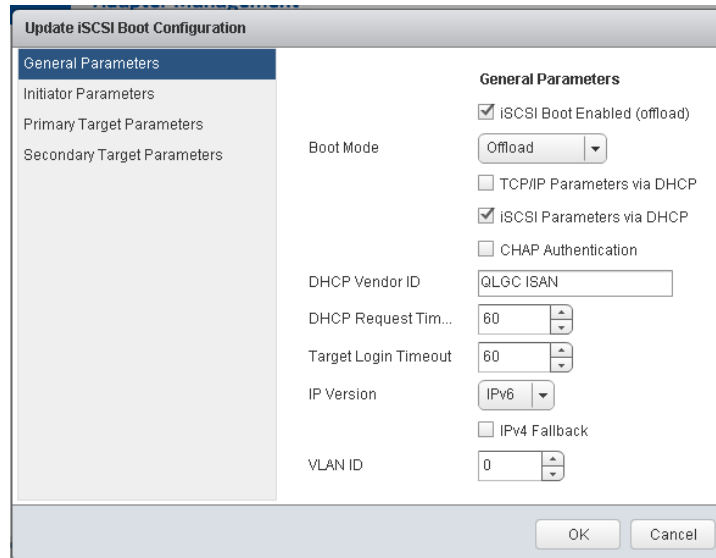 Adapter Management
Update iSCSI Boot Configuration
General Parameters
Initiator Parameters
Primary Target Parameters
Secondary Target Parameters
General Parameters
iSCSI Boot Enabled (offload)
Boot Mode
Offload
TCP/IP Parameters via DHCP
iSCSI Parameters via DHCP
CHAP Authentication
DHCP Vendor ID
QLGC ISAN
DHCP Request Tim...
60
Target Login Timeout
60
IP Version
IPv6
IPv4 Fallback
VLAN ID
0
OK
Cancel